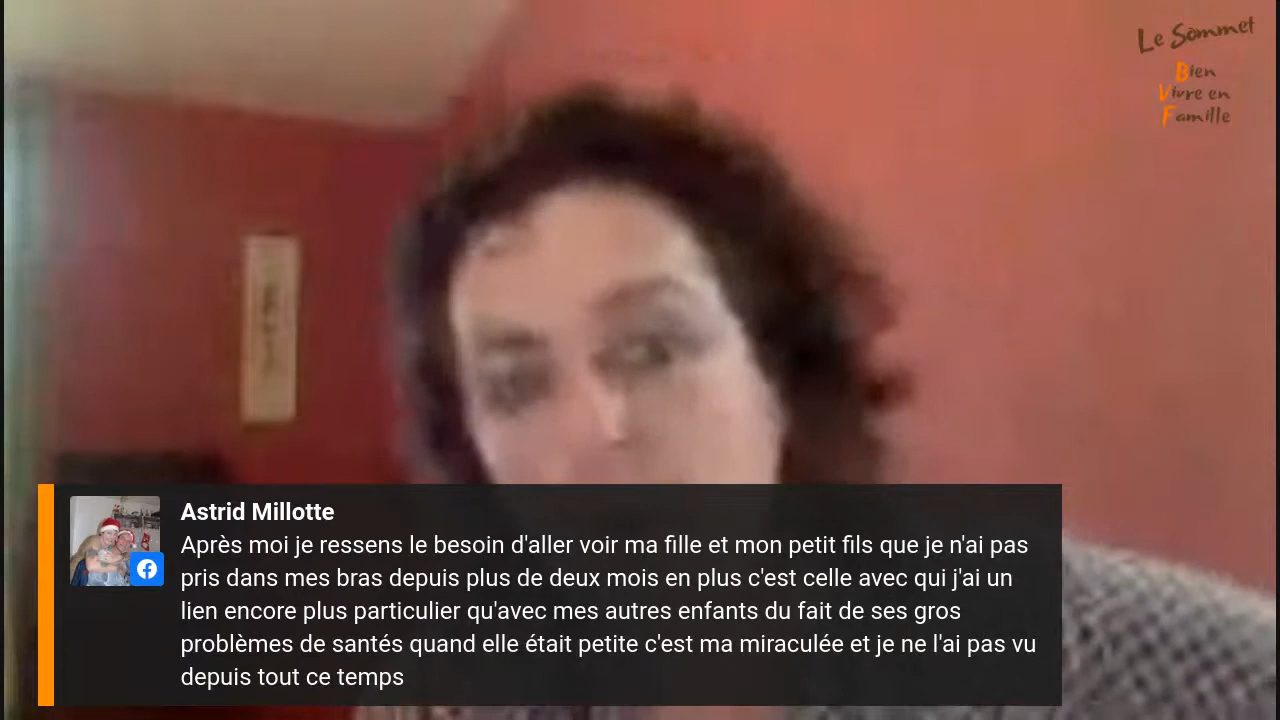 Le Sommet
Bien
Vivre en
Famille
Astrid Millotte
Après moi je ressens le besoin d'aller voir ma fille et mon petit fils que je n'ai pas
pris dans mes bras depuis plus de deux mois en plus c'est celle avec qui j'ai un
lien encore plus particulier qu'avec mes autres enfants du fait de ses gros
problèmes de santés quand elle était petite c'est ma miraculée et je ne l'ai pas vu
depuis tout ce temps